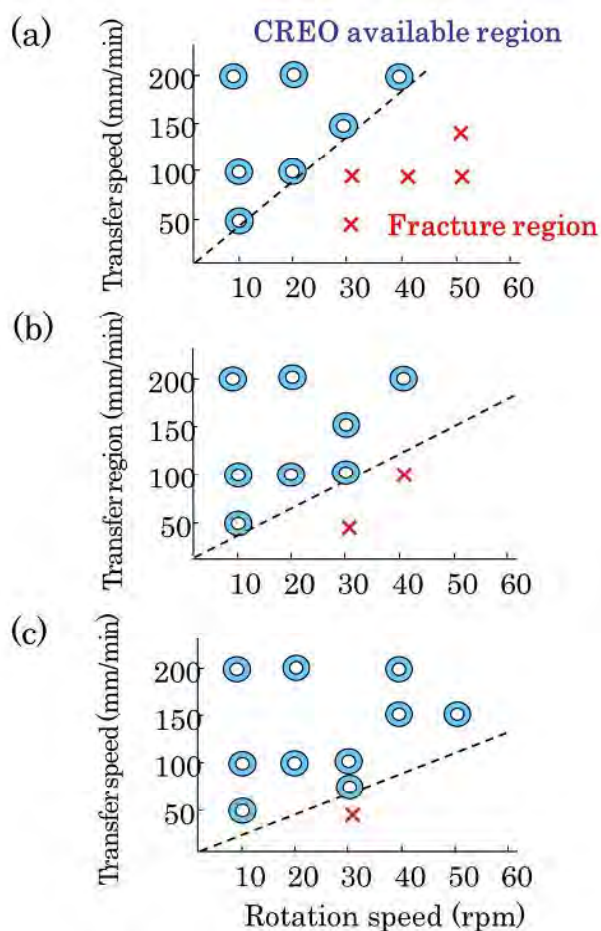 (a)
CREO available region
Transfer speed (mm/min)
200
150
100
50
Fracture region
10 20 30 40 50 60
(b)
Transfer region (mm/min)
200
150
100
50
10 20 30 40 50 60
(c)
Transfer speed (mm/min)
200
150
100
50
10 20 30 40 50 60
Rotation speed (rpm)